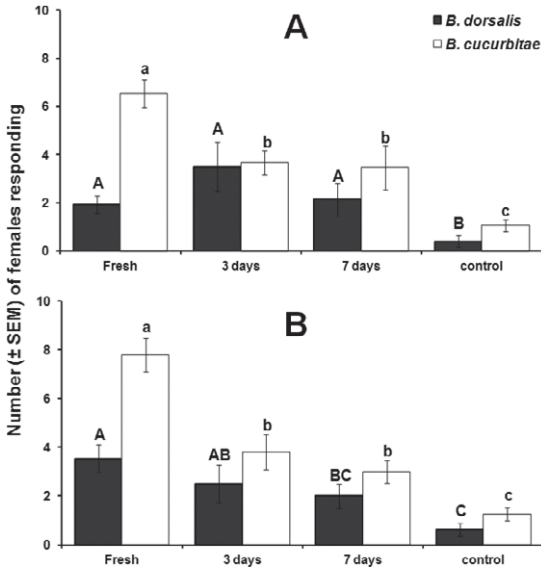 Number (± SEM) of females responding
A
B. dorsalis
B. cucurbitae
10
8
6
4
2
0
A
a
A
b
A
b
B
c
Fresh
3 days
7 days
control
B
10
8
6
4
2
0
A
a
AB
b
BC
b
C
c
Fresh
3 days
7 days
control